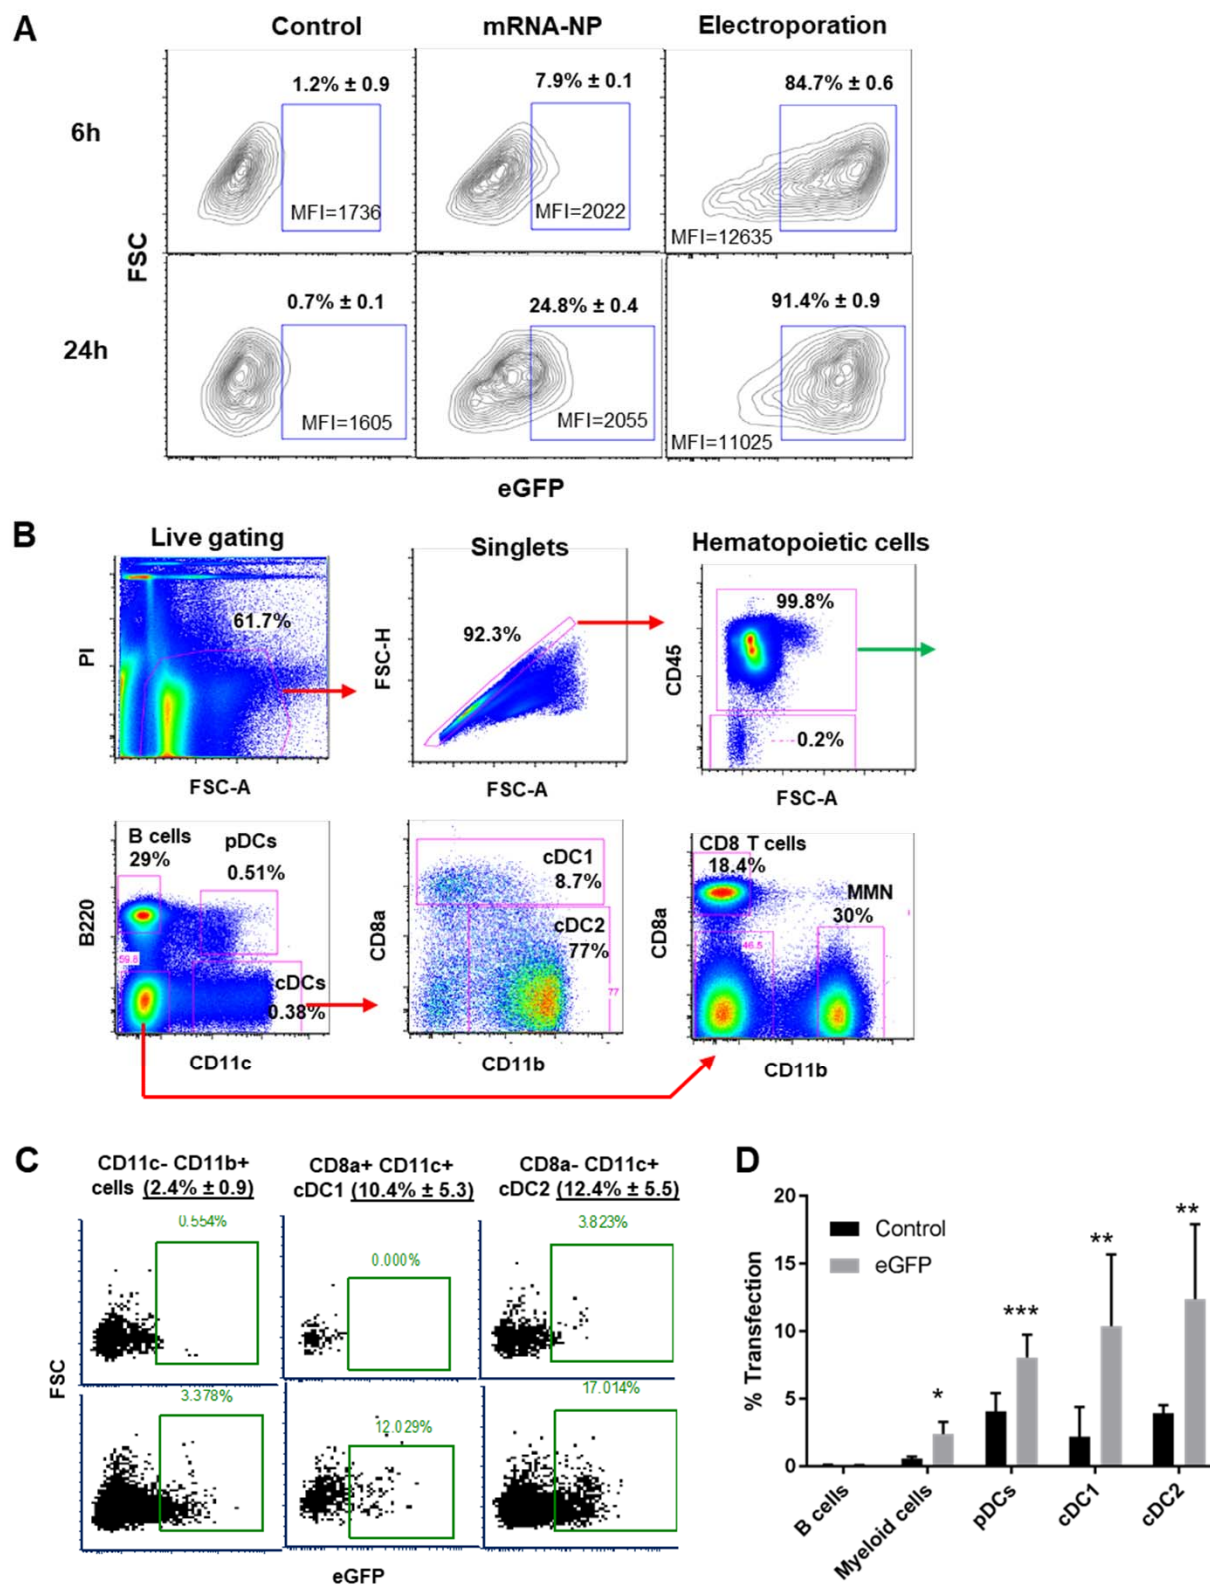 A
Control
mRNA-NP
Electroporation
1.2% ± 0.9
7.9% ± 0.1
84.7% ± 0.6
6h
MFI=1736
MFI=2022
MFI=12635
FSC
0.7% ± 0.1
24.8% ± 0.4
91.4% ± 0.9
24h
MFI=1605
MFI=2055
MFI=11025
eGFP
B
Live gating
Singlets
Hematopoietic cells
61.7%
92.3%
99.8%
PI
FSC-H
CD45
0.2%
FSC-A
FSC-A
FSC-A
B cells
29%
pDCs
0.51%
cDC1
8.7%
CD8 T cells
18.4%
MMN
30%
B220
CD8a
CD8a
cDC2
77%
59.8
46.5
77
cDCs
0.38%
CD11c
CD11b
CD11b
C
CD11c- CD11b+
cells (2.4% ± 0.9)
CD8a+ CD11c+
cDC1 (10.4% ± 5.3)
CD8a- CD11c+
cDC2 (12.4% ± 5.5)
0.554%
0.000%
3.823%
FSC
3.378%
12.029%
17.014%
eGFP
D
% Transfection
20
15
10
5
0
Control
eGFP
*
***
**
**
B cells
Myeloid cells
pDCs
cDC1
cDC2